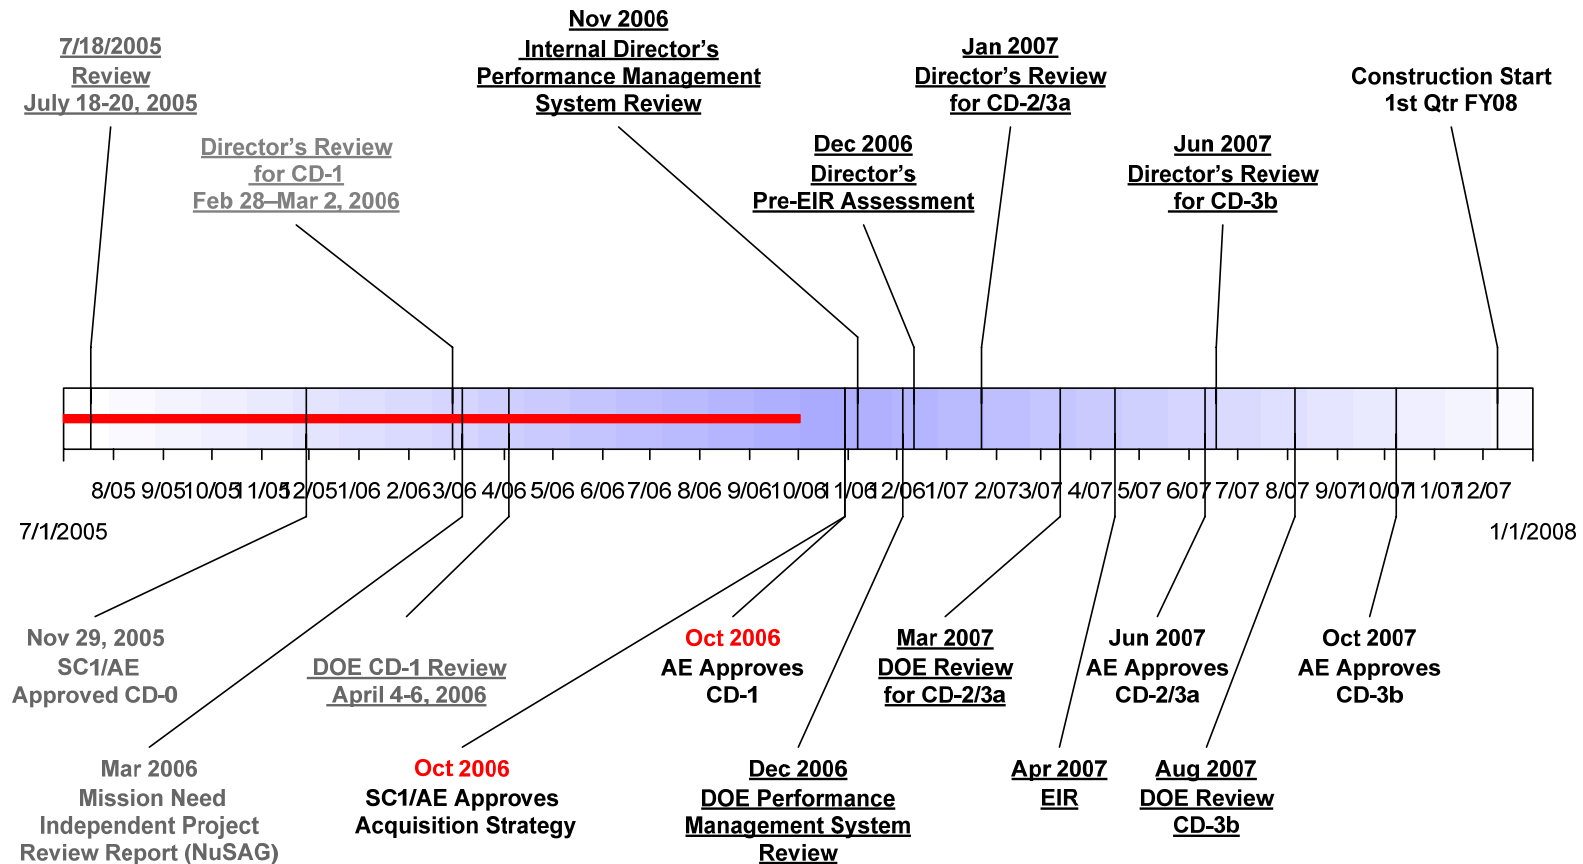 7/18/2005
Review
July 18-20, 2005
Director’s Review
for CD-1
Feb 28–Mar 2, 2006
Nov 2006
Internal Director’s
Performance Management
System Review
Dec 2006
Director’s
Pre-EIR Assessment
Jan 2007
Director’s Review
for CD-2/3a
Jun 2007
Director’s Review
for CD-3b
Construction Start
1st Qtr FY08
8/05 9/05 10/05 11/05 12/05 1/06 2/06 3/06 4/06 5/06 6/06 7/06 8/06 9/06 10/06 11/06 12/06 1/07 2/07 3/07 4/07 5/07 6/07 7/07 8/07 9/07 10/07 11/07 12/07
7/1/2005
1/1/2008
Nov 29, 2005
SC1/AE
Approved CD-0
DOE CD-1 Review
April 4-6, 2006
Oct 2006
AE Approves
CD-1
Mar 2007
DOE Review
for CD-2/3a
Jun 2007
AE Approves
CD-2/3a
Oct 2007
AE Approves
CD-3b
Mar 2006
Mission Need
Independent Project
Review Report (NuSAG)
Oct 2006
SC1/AE Approves
Acquisition Strategy
Dec 2006
DOE Performance
Management System
Review
Apr 2007
EIR
Aug 2007
DOE Review
CD-3b